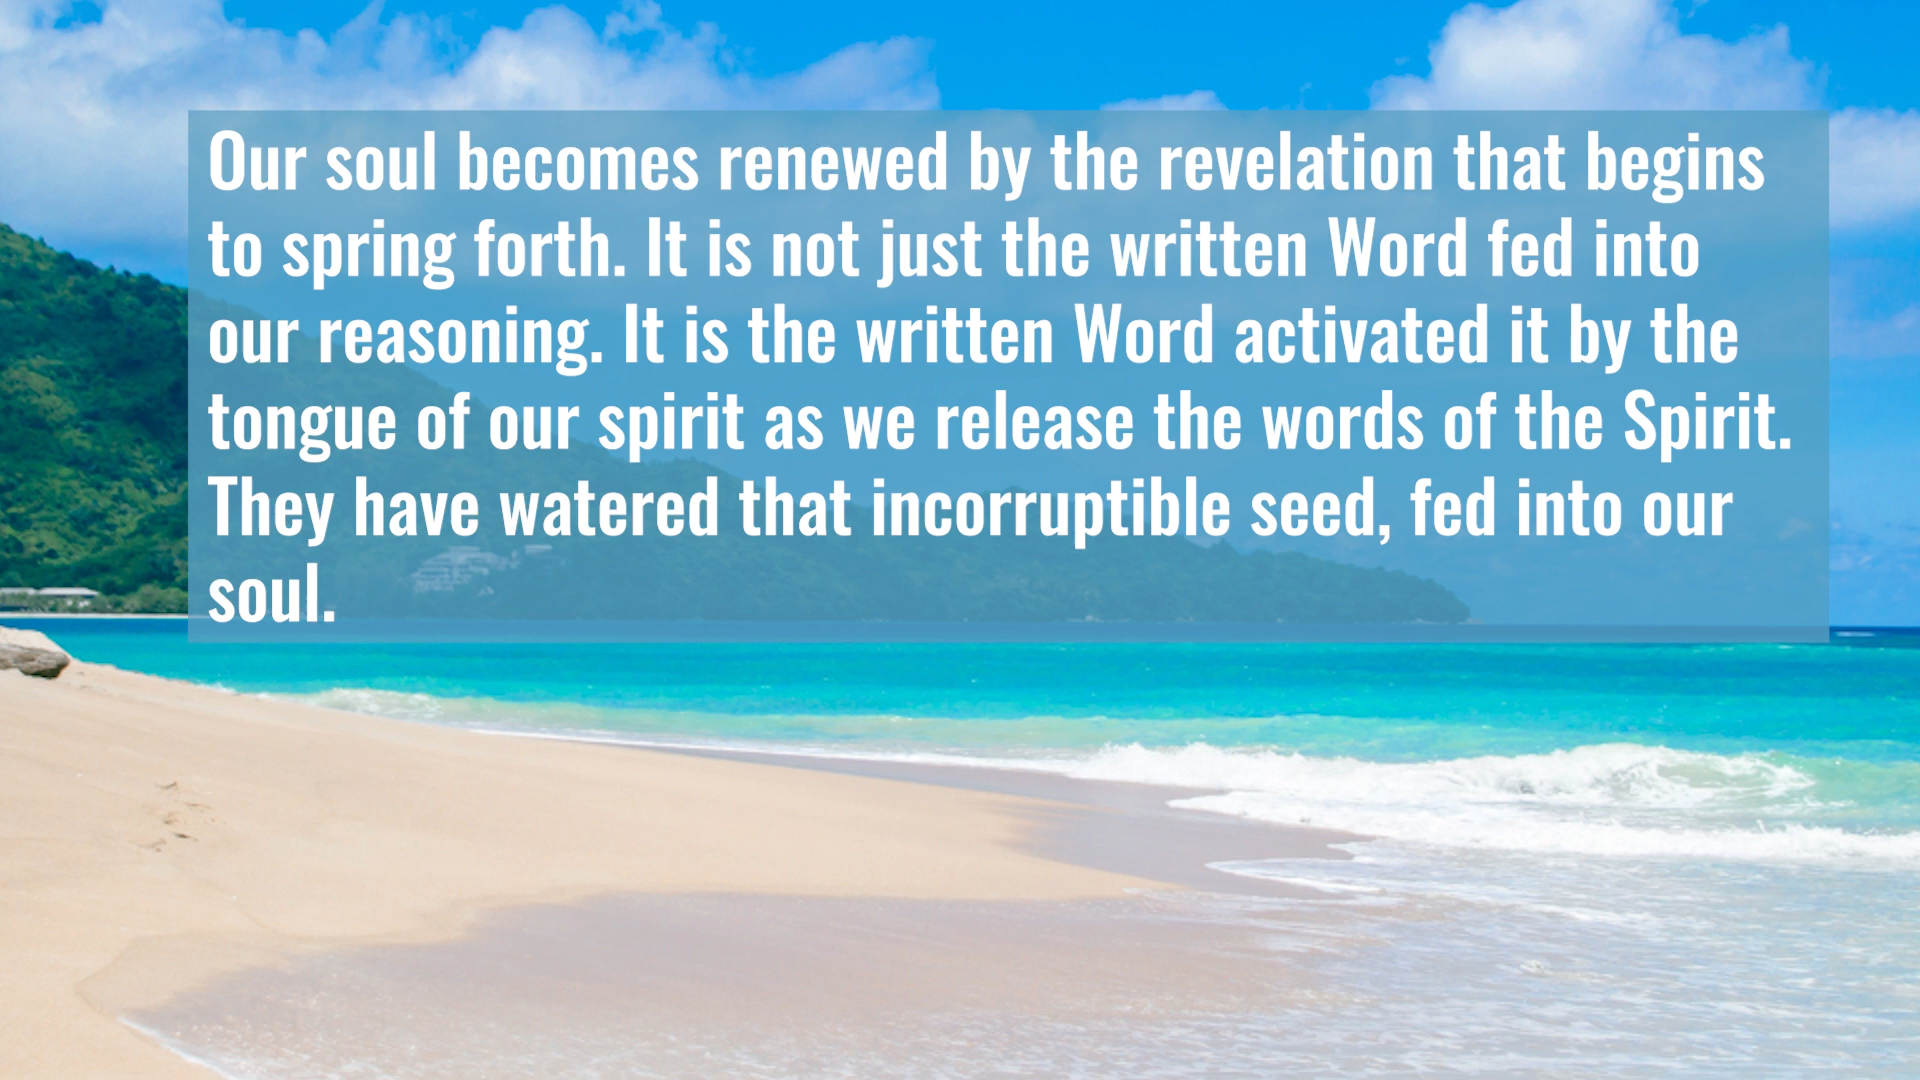 Our soul becomes renewed by the revelation that begins
to spring forth. It is not just the written Word fed into
our reasoning. It is the written Word activated it by the
tongue of our spirit as we release the words of the Spirit.
They have watered that incorruptible seed, fed into our
soul.